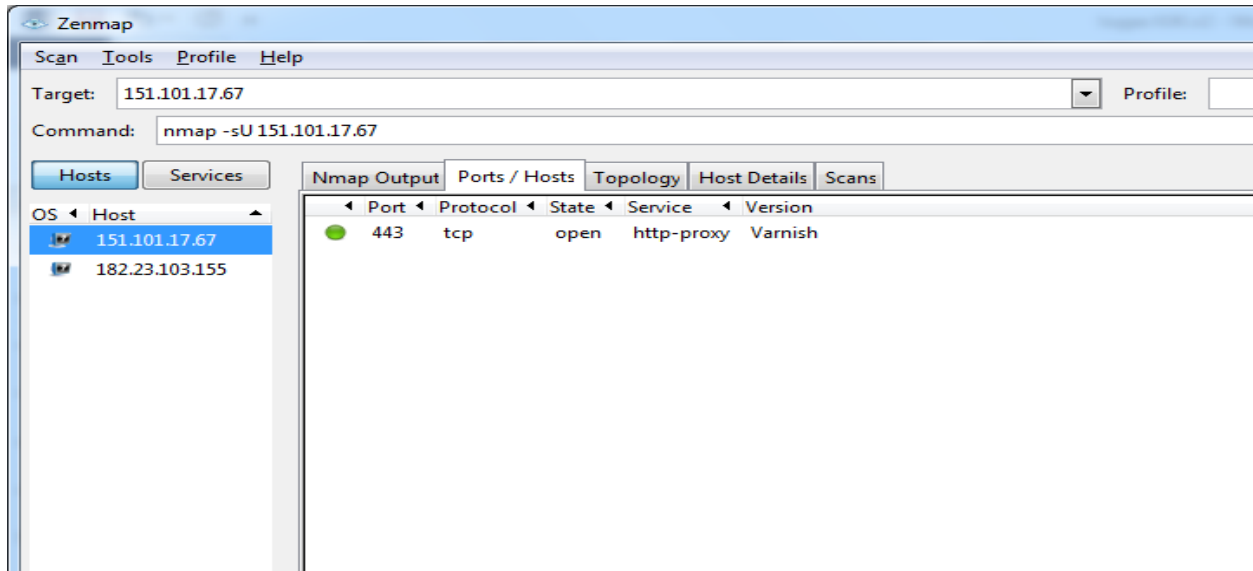 Zenmap
Scan Tools Profile Help
Target: 151.101.17.67 Profile:
Command: nmap -sU 151.101.17.67
Hosts Services Nmap Output Ports / Hosts Topology Host Details Scans
OS Host Port Protocol State Service Version
151.101.17.67 443 tcp open http-proxy Varnish
182.23.103.155